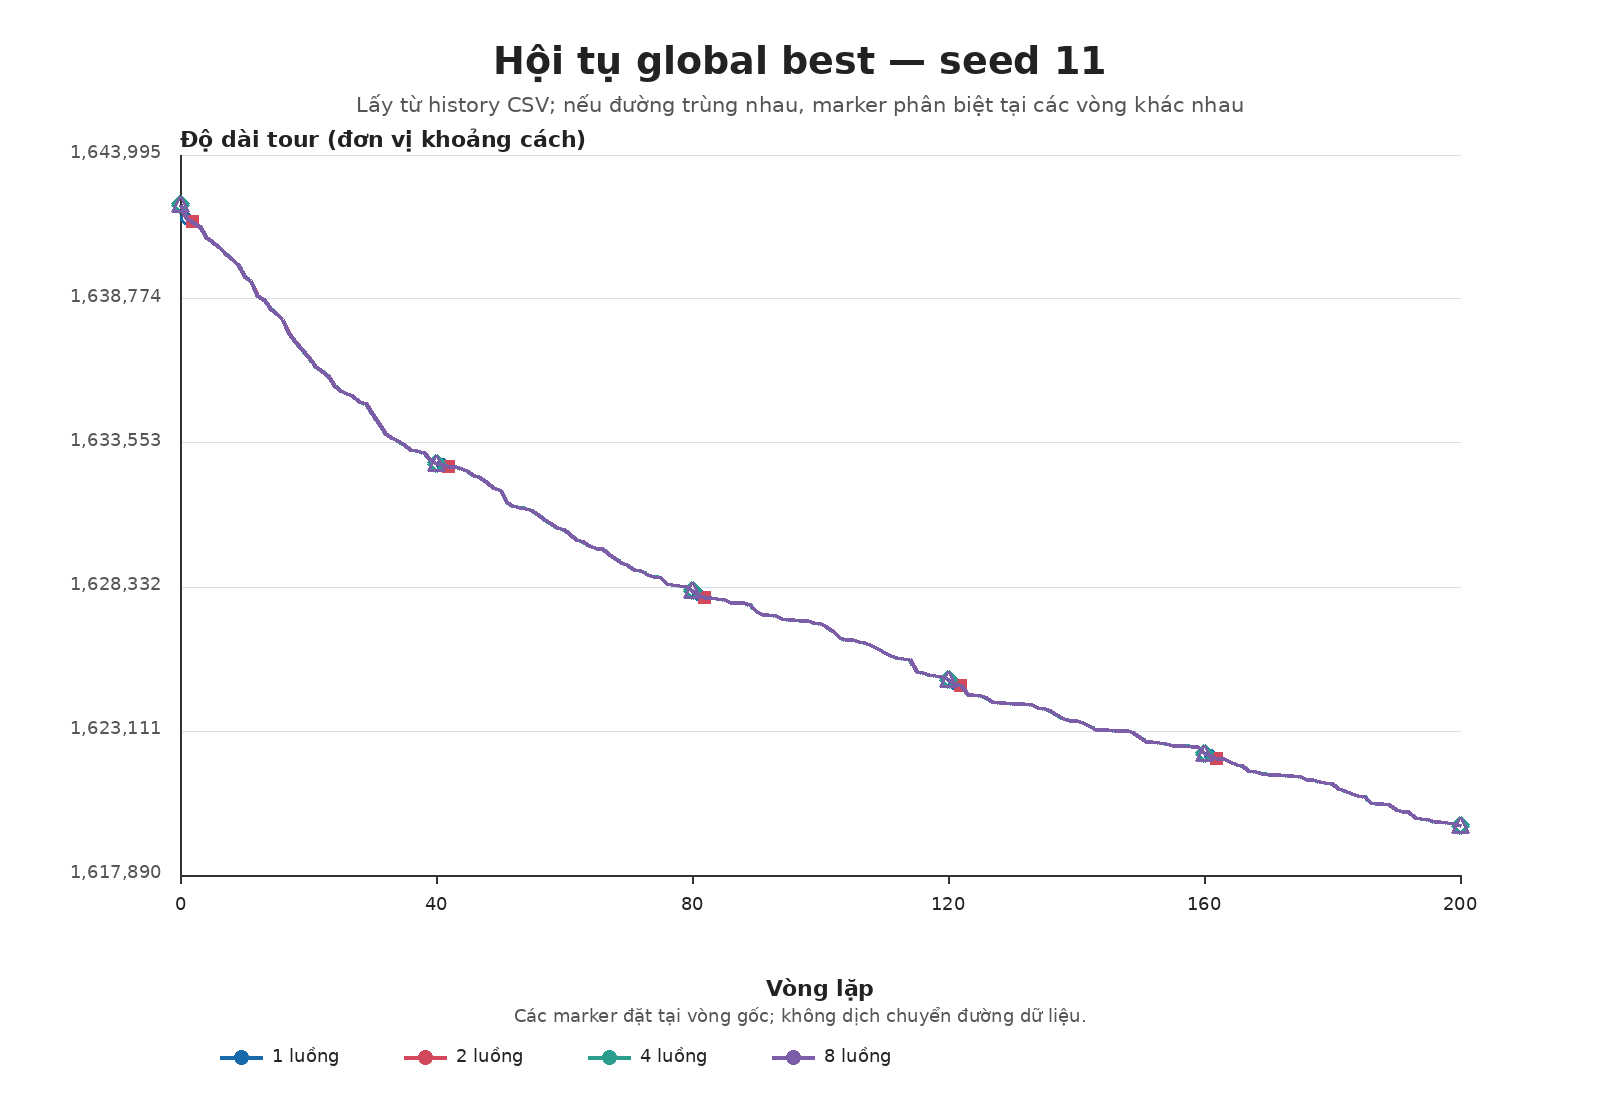 Hội tụ global best — seed 11
Lấy từ history CSV; nếu đường trùng nhau, marker phân biệt tại các vòng khác nhau
Độ dài tour (đơn vị khoảng cách)
1,643,995
1,638,774
1,633,553
1,628,332
1,623,111
1,617,890
0 40 80 120 160 200
Vòng lặp
Các marker đặt tại vòng gốc; không dịch chuyển đường dữ liệu.
1 luồng 2 luồng 4 luồng 8 luồng